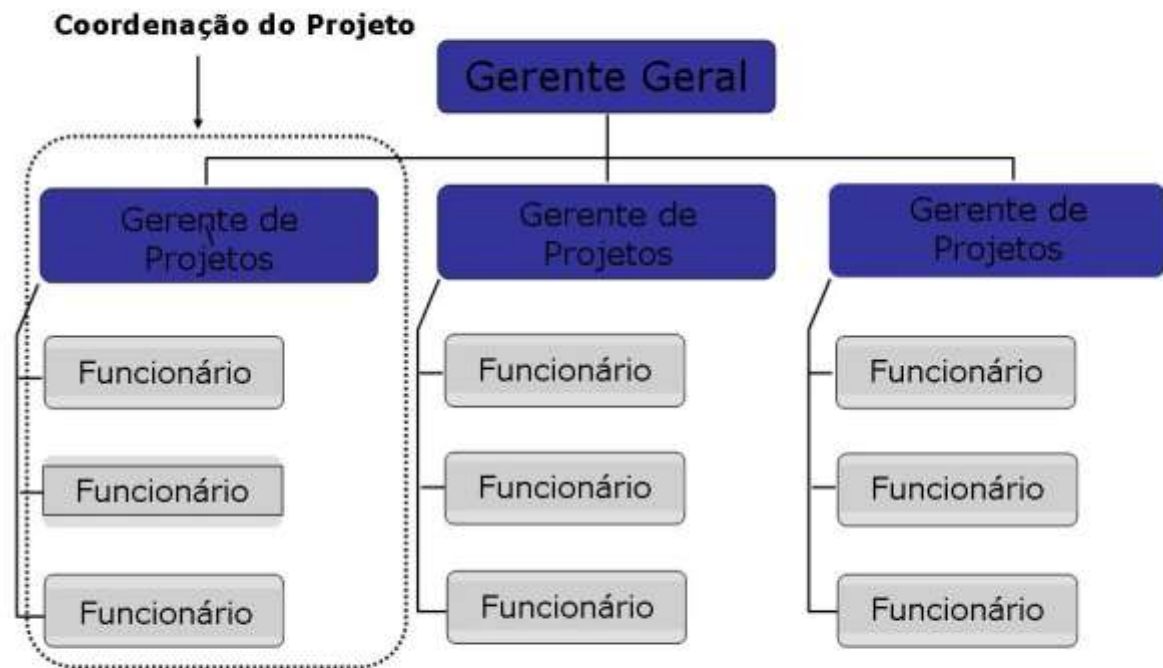 Coordenação do Projeto
Gerente Geral
Gerente de
Projetos
Gerente de
Projetos
Gerente de
Projetos
Funcionário
Funcionário
Funcionário
Funcionário
Funcionário
Funcionário
Funcionário
Funcionário
Funcionário